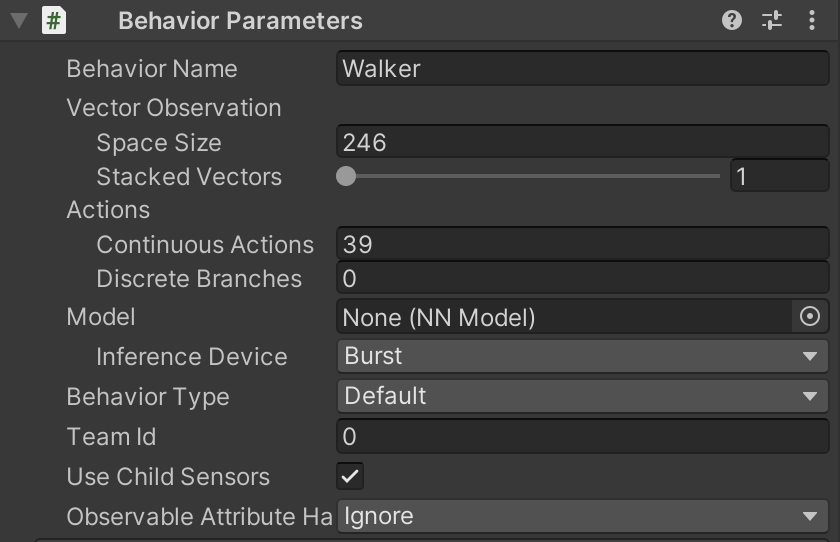 # Behavior Parameters
Behavior Name Walker
Vector Observation
Space Size 246
Stacked Vectors 1
Actions
Continuous Actions 39
Discrete Branches 0
Model None (NN Model)
Inference Device Burst
Behavior Type Default
Team Id 0
Use Child Sensors
Observable Attribute Ha Ignore